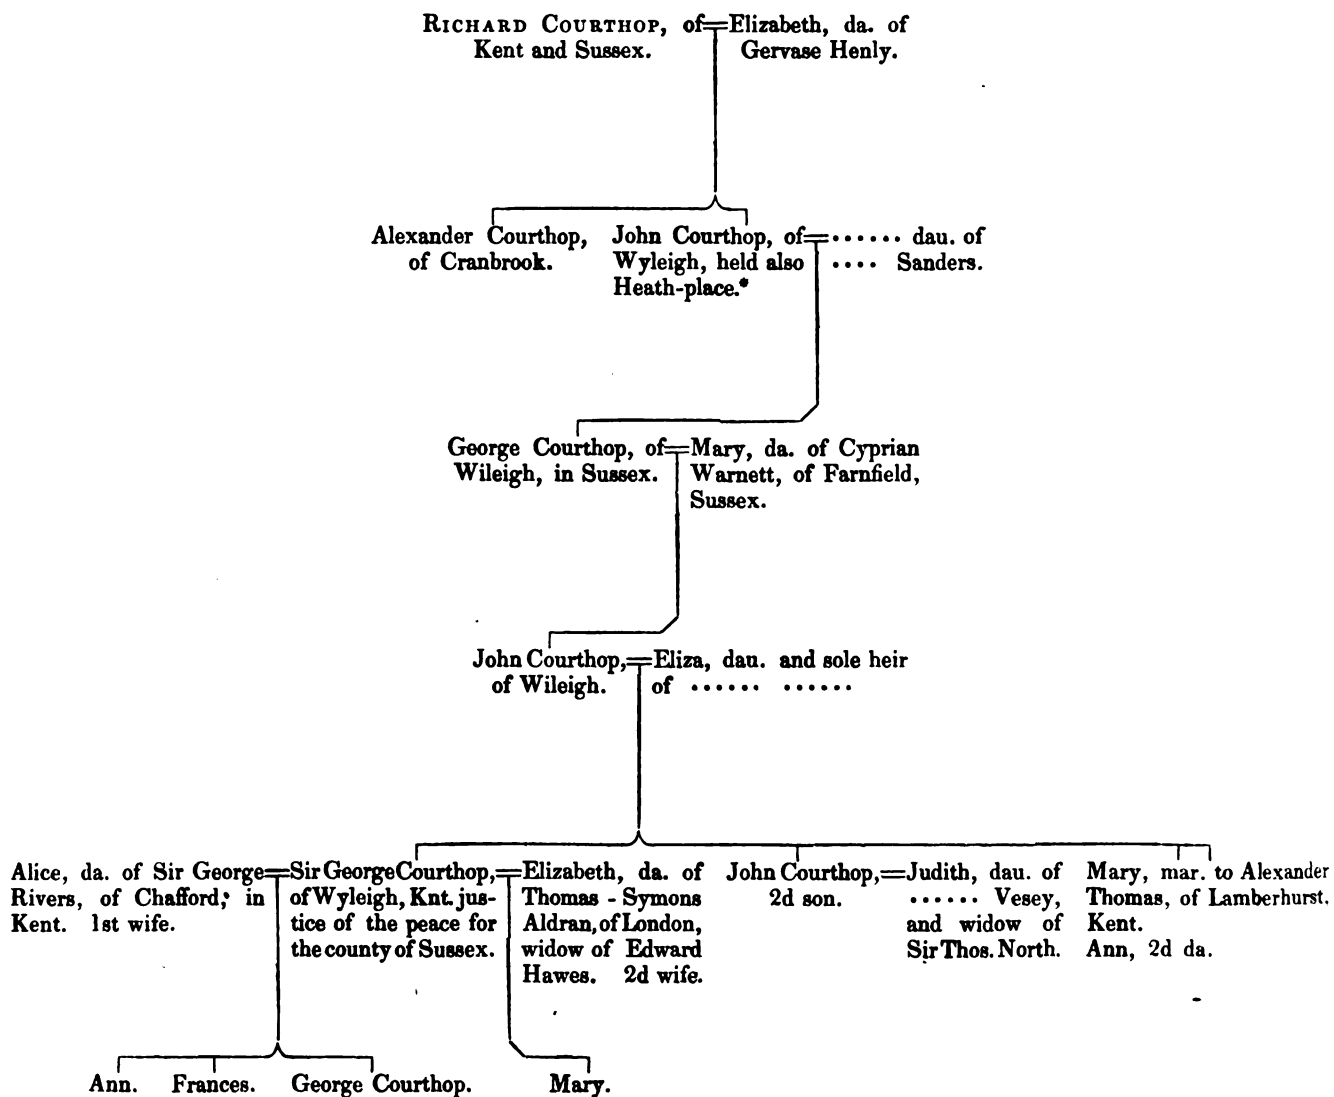 RICHARD COURTHOP, of=Elizabeth, da. of
Kent and Sussex. Gervase Henly.
Alexander Courthop,
of Cranbrook.
John Courthop, of=...... dau. of
Wyleigh, held also .... Sanders.
Heath-place.*
George Courthop, of=Mary, da. of Cyprian
Wileigh, in Sussex. Warnett, of Farnfield,
Sussex.
John Courthop,=Eliza, dau. and sole heir
of Wileigh. of ...... ......
Alice, da. of Sir George=
Rivers, of Chafford,* in
Kent. 1st wife.
Sir George Courthop,=
of Wyleigh, Knt. jus-
tice of the peace for
the county of Sussex.
Elizabeth, da. of
Thomas - Symons
Aldran, of London,
widow of Edward
Hawes. 2d wife.
John Courthop,=
2d son.
Judith, dau. of
...... Vesey,
and widow of
Sir Thos. North.
Mary, mar. to Alexander
Thomas, of Lamberhurst.
Kent.
Ann, 2d da.
Ann. Frances. George Courthop. Mary.